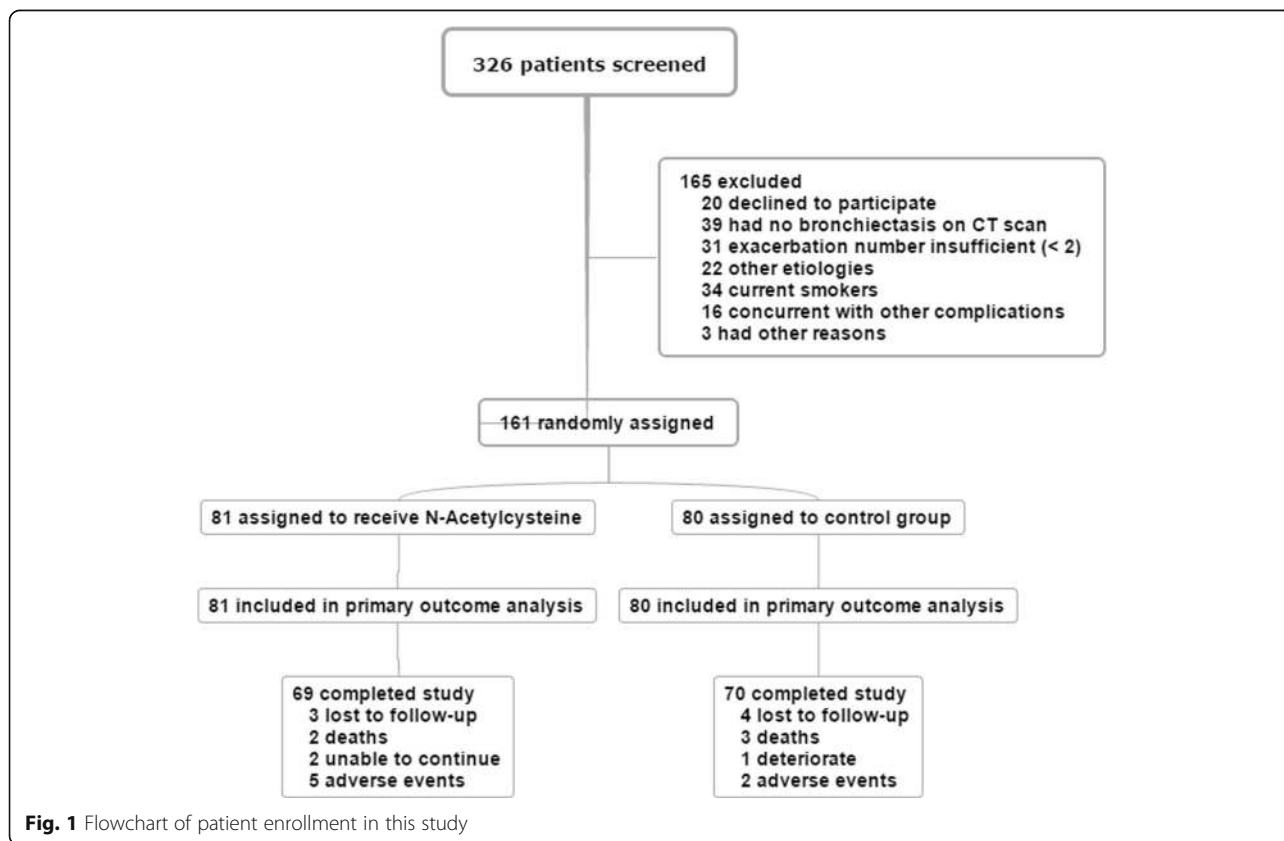 326 patients screened
165 excluded
20 declined to participate
39 had no bronchiectasis on CT scan
31 exacerbation number insufficient (< 2)
22 other etiologies
34 current smokers
16 concurrent with other complications
3 had other reasons
161 randomly assigned
81 assigned to receive N-Acetylcysteine
80 assigned to control group
81 included in primary outcome analysis
80 included in primary outcome analysis
69 completed study
3 lost to follow-up
2 deaths
2 unable to continue
5 adverse events
70 completed study
4 lost to follow-up
3 deaths
1 deteriorate
2 adverse events
Fig. 1 Flowchart of patient enrollment in this study